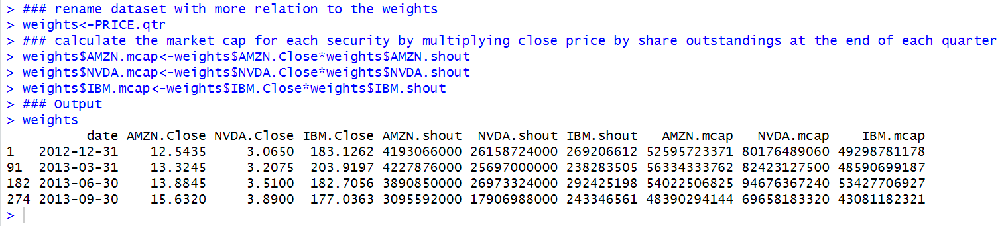 > ### rename dataset with more relation to the weights
> weights<-PRICE.qtr
> ### calculate the market cap for each security by multiplying close price by share outstandings at the end of each quarter
> weights$AMZN.mcap<-weights$AMZN.Close*weights$AMZN.shout
> weights$NVDA.mcap<-weights$NVDA.Close*weights$NVDA.shout
> weights$IBM.mcap<-weights$IBM.Close*weights$IBM.shout
> ### Output
> weights
date AMZN.Close NVDA.Close IBM.Close AMZN.shout NVDA.shout IBM.shout AMZN.mcap NVDA.mcap IBM.mcap
1 2012-12-31 12.5435 3.0650 183.1262 4193066000 26158724000 269206612 52595723371 80176489060 49298781178
91 2013-03-31 13.3245 3.2075 203.9197 4227876000 25697000000 238283505 56334333762 82423127500 48590699187
182 2013-06-30 13.8845 3.5100 182.7056 3890850000 26973324000 292425198 54022506825 94676367240 53427706927
274 2013-09-30 15.6320 3.8900 177.0363 3095592000 17906988000 243346561 48390294144 69658183320 43081182321
>